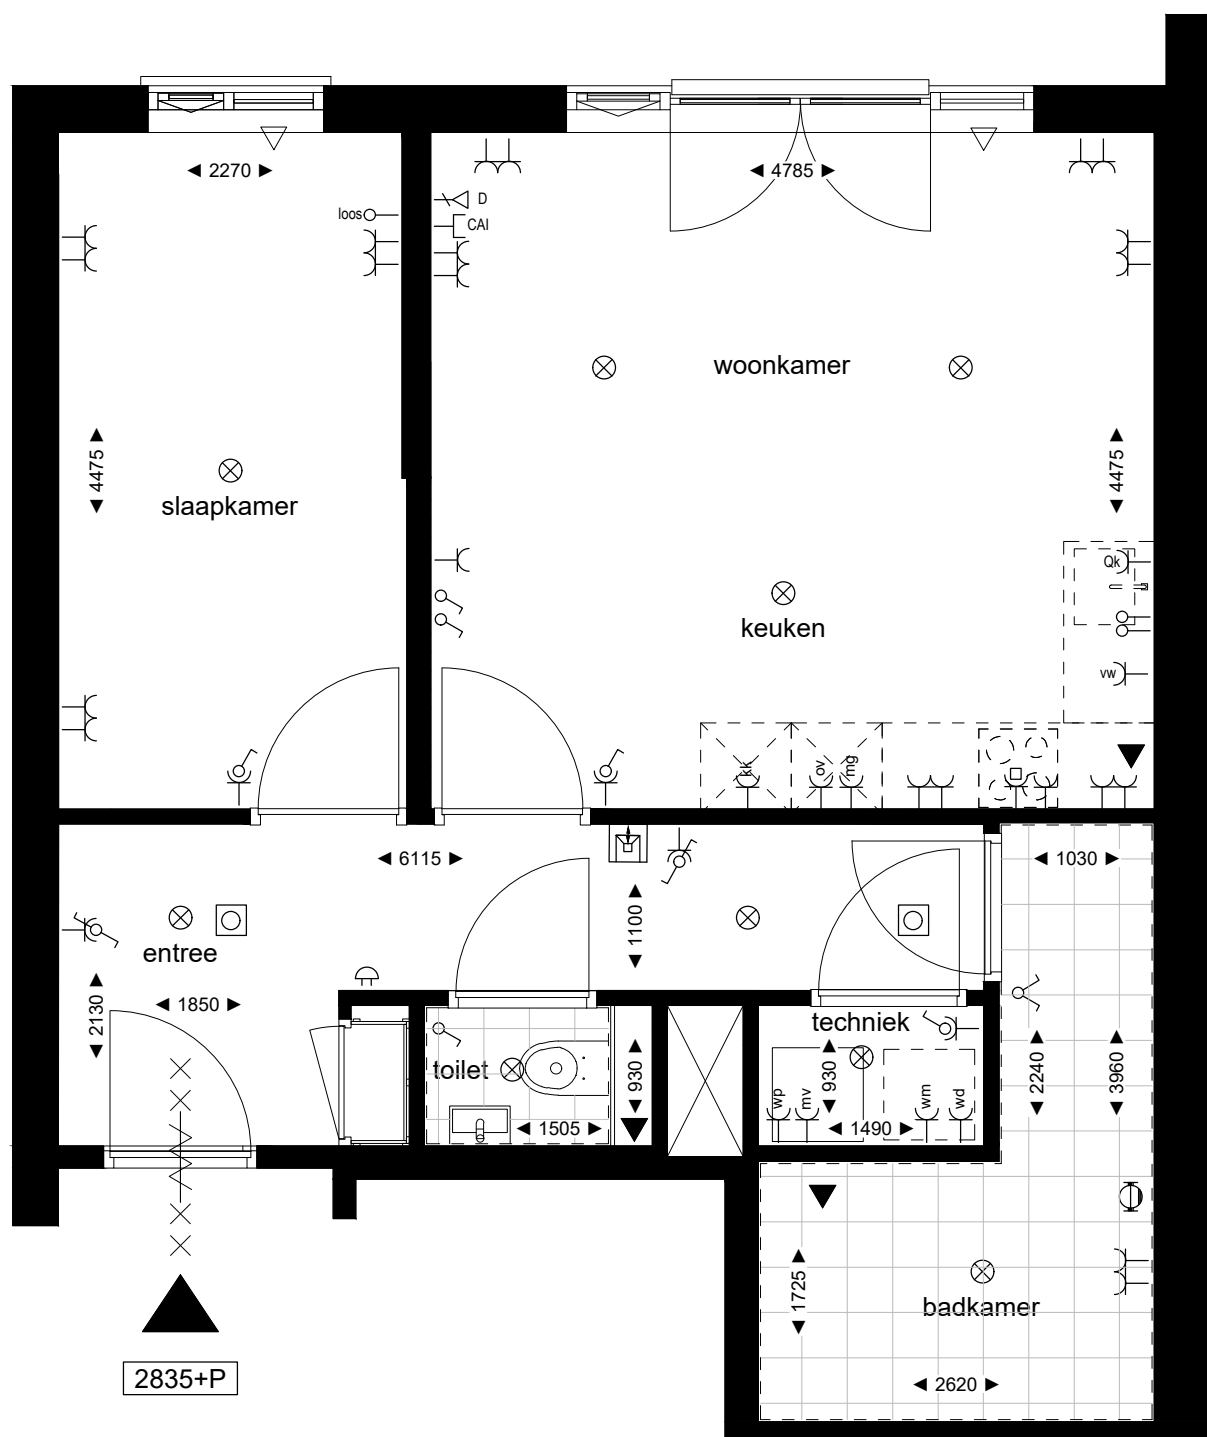 2270
4785
loos
D
CAI
woonkamer
4475
4475
slaapkamer
Qk
keuken
vw
kk
ov
mg
6115
1030
1100
entree
1850
2130
techniek
toilet
930
930
2240
3960
wp
mv
wm
wd
1505
1490
1725
badkamer
2835+P
2620